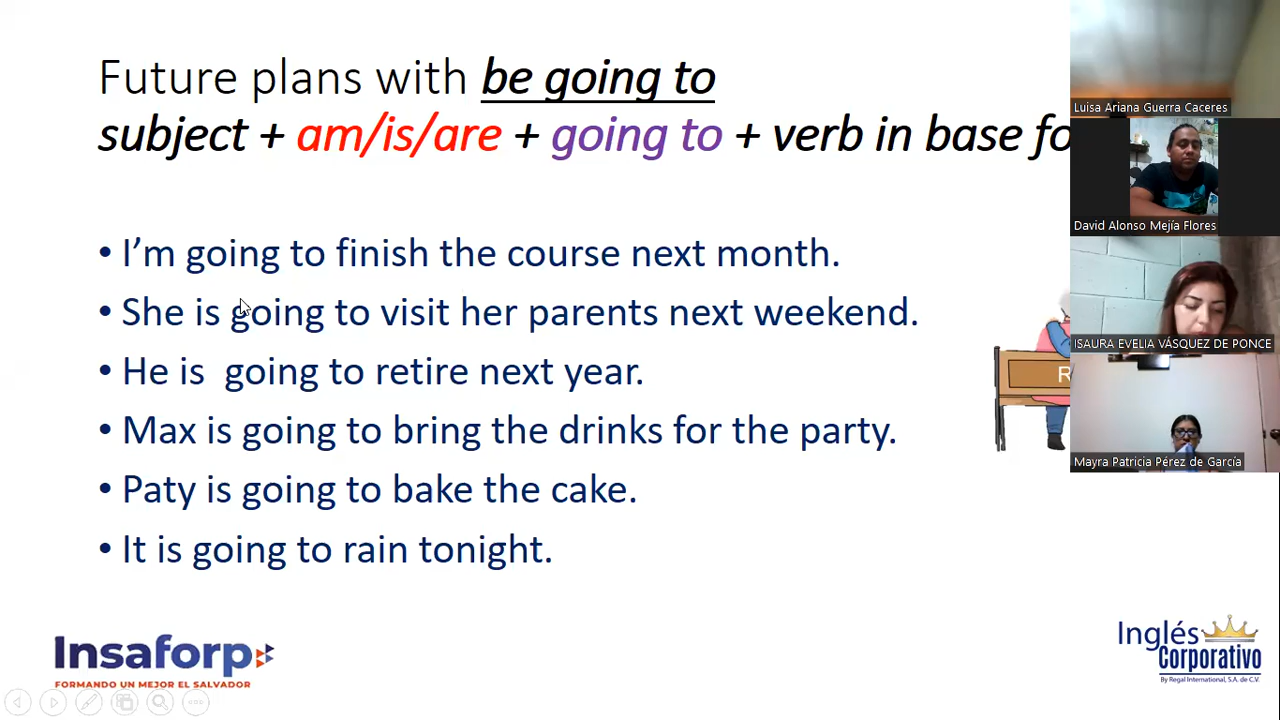 Future plans with be going to
subject + am/is/are + going to + verb in base fo
• I’m going to finish the course next month.
• She is going to visit her parents next weekend.
• He is  going to retire next year.
• Max is going to bring the drinks for the party.
• Paty is going to bake the cake.
• It is going to rain tonight.
R
Luisa Ariana Guerra Caceres
David Alonso Mejía Flores
ISAURA EVELIA VÁSQUEZ DE PONCE
Mayra Patricia Pérez de García
Insaforp
FORMANDO UN MEJOR EL SALVADOR
Inglés
Corporativo
By Regal International, S.A. de C.V.